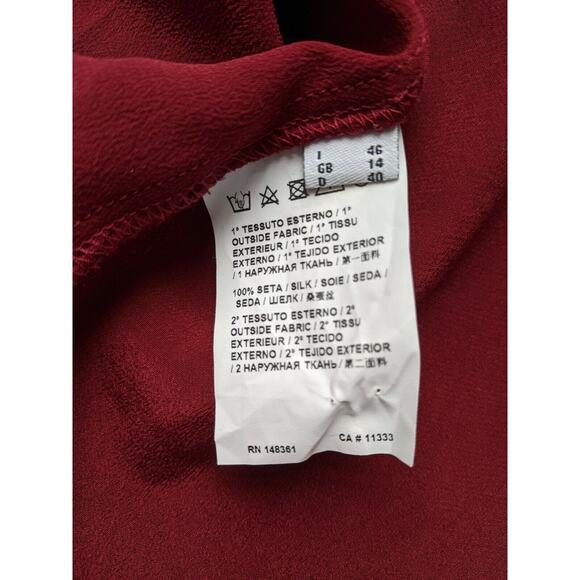 I 46
GB 14
D 40
1° TESSUTO ESTERNO / 1°
OUTSIDE FABRIC / 1° TISSU
EXTERIEUR / 1° TECIDO
EXTERNO / 1° TEJIDO EXTERIOR
/ 1 НАРУЖНАЯ ТКАНЬ / 第一面料
100% SETA / SILK / SOIE / SEDA /
SEDA / ШЕЛК / 桑蚕丝
2° TESSUTO ESTERNO / 2°
OUTSIDE FABRIC / 2° TISSU
EXTERIEUR / 2° TECIDO
EXTERNO / 2° TEJIDO EXTERIOR
/ 2 НАРУЖНАЯ ТКАНЬ / 第二面料
RN 148361 CA # 11333